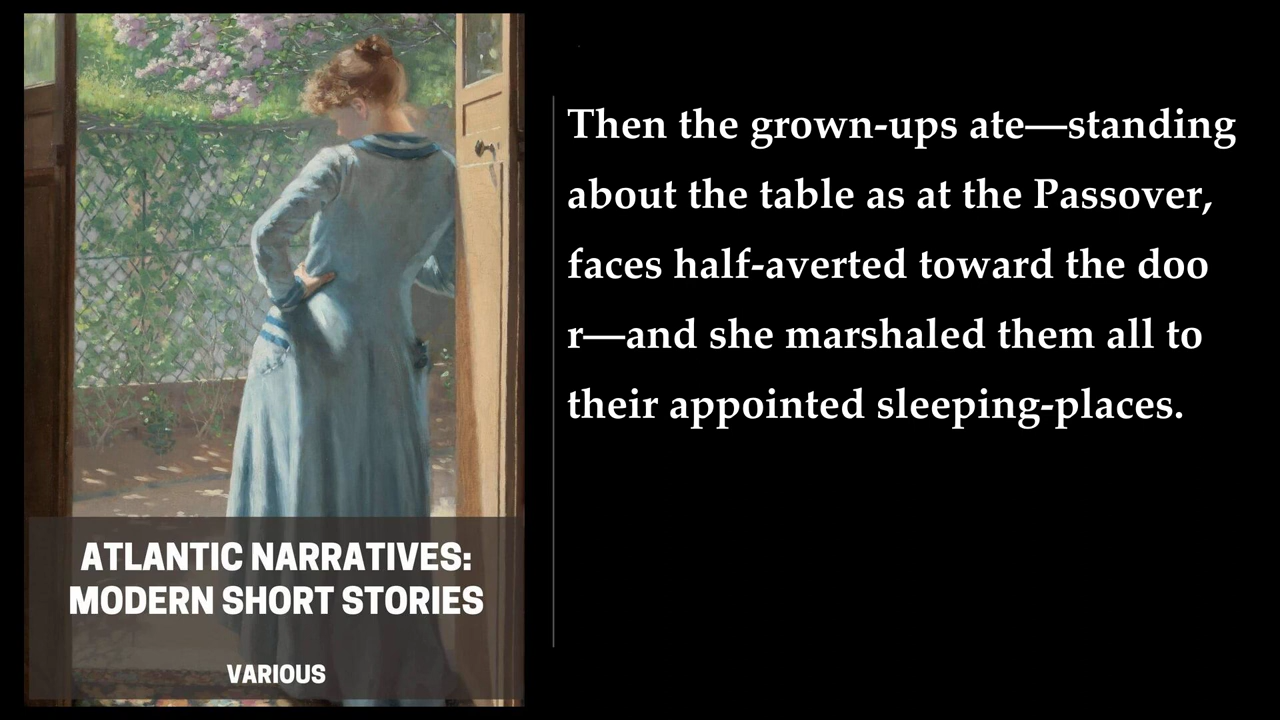 ATLANTIC NARRATIVES:
MODERN SHORT STORIES
VARIOUS
Then the grown-ups ate—standing
about the table as at the Passover,
faces half-averted toward the doo
r—and she marshaled them all to
their appointed sleeping-places.